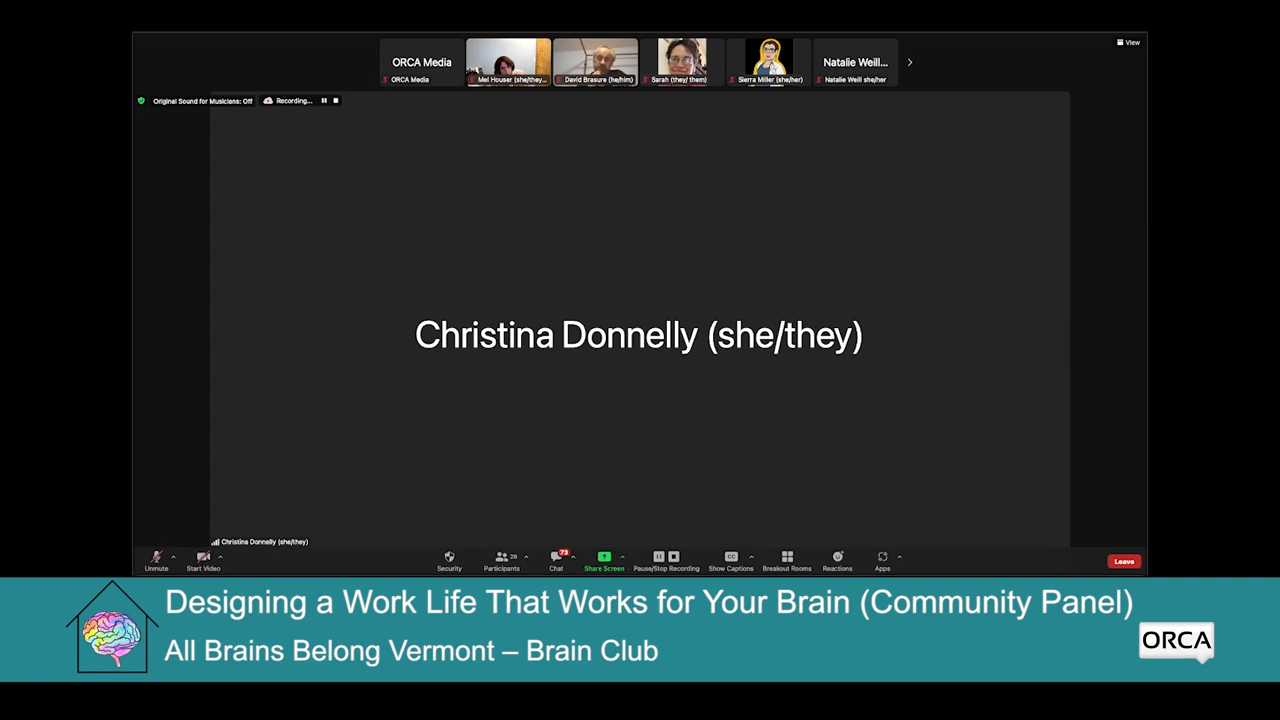 View
ORCA Media
Natalie Weill...
ORCA Media
Mei Houser (she/they...
David Brasure (he/him)
Sarah (they/ them)
Sierra Miller (she/her)
Natalie Weill she/her
Original Sound for Musicians: Off
Recording...
Christina Donnelly (she/they)
Christina Donnelly (she/they)
28
73
CC
Unmute
Start Video
Security
Participants
Chat
Share Screen
Pause/Stop Recording
Show Captions
Breakout Rooms
Reactions
Apps
Leave
Designing a Work Life That Works for Your Brain (Community Panel)
All Brains Belong Vermont – Brain Club
ORCA